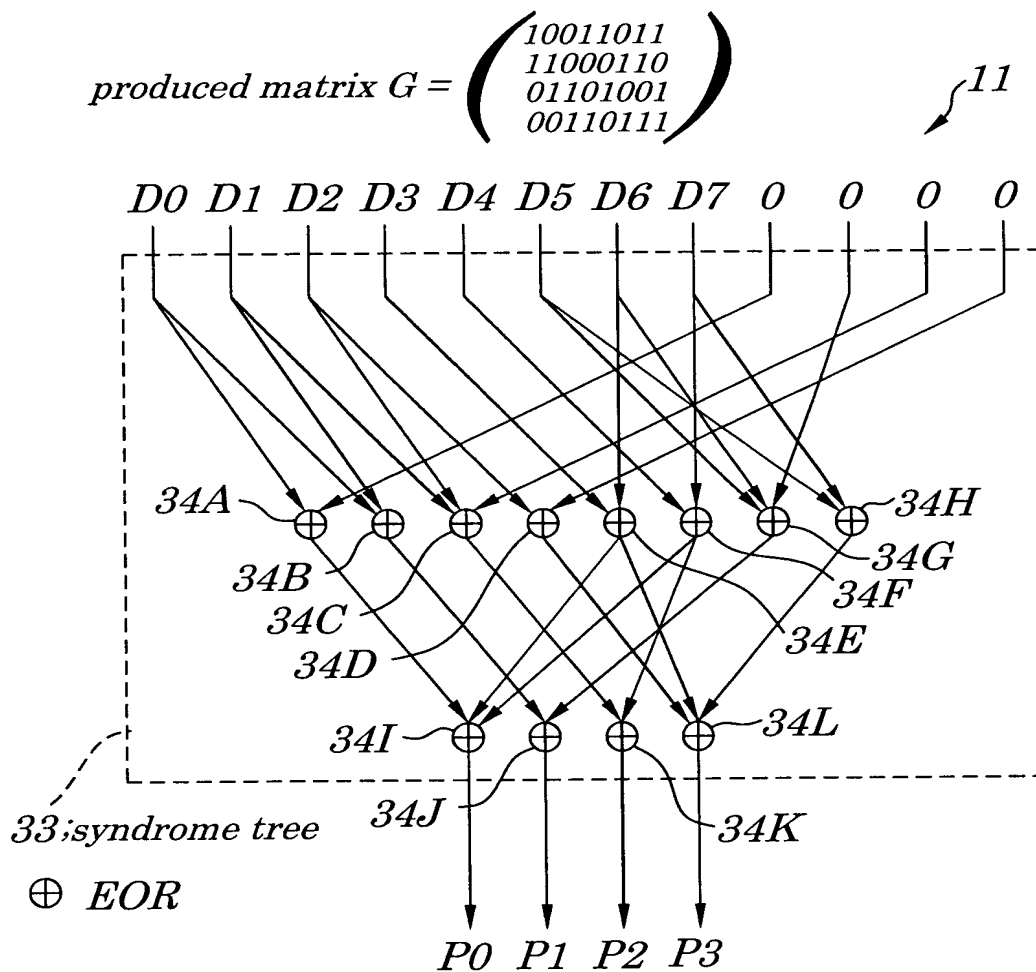 10011011
11000110
produced matrix G =
01101001
00110111
11
D0 D1 D2 D3 D4 D5 D6 D7 0 0 0 0
34A
34H
34B
34G
34C
34F
34D
34E
34I
34L
34J
34K
33;syndrome tree
⊕ EOR
P0 P1 P2 P3